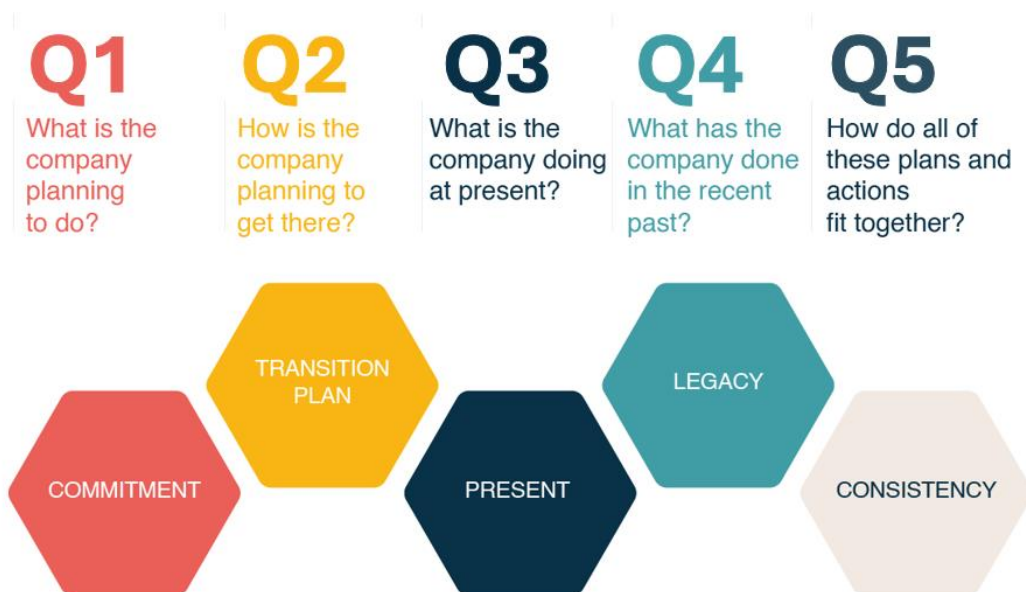 Q1
What is the
company
planning
to do?
Q2
How is the
company
planning to
get there?
Q3
What is the
company doing
at present?
Q4
What has the
company done
in the recent
past?
Q5
How do all of
these plans and
actions
fit together?
COMMITMENT
TRANSITION
PLAN
PRESENT
LEGACY
CONSISTENCY